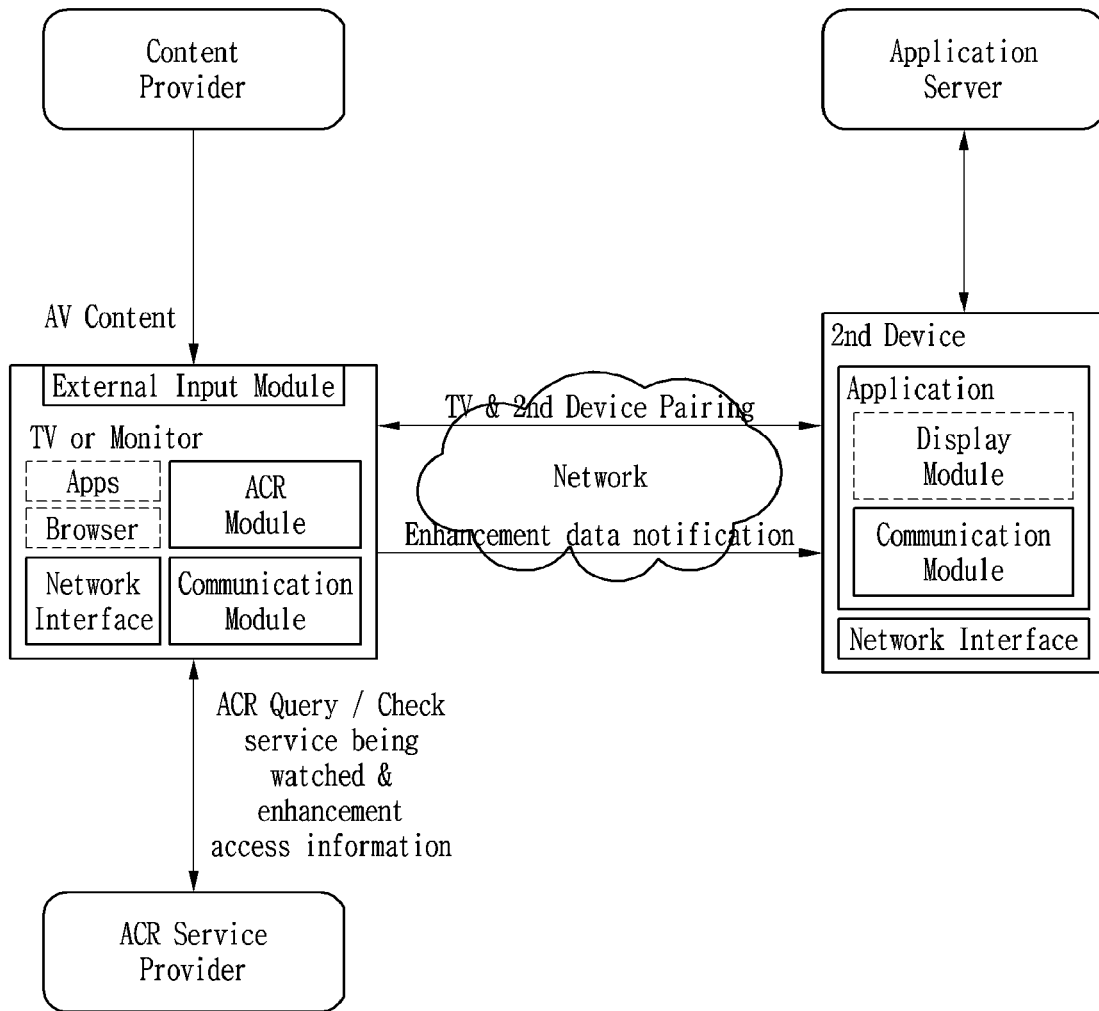 Content
Provider
Application
Server
AV Content
External Input Module
TV or Monitor
Apps
Browser
ACR
Module
Network
Interface
Communication
Module
TV & 2nd Device Pairing
Network
Enhancement data notification
2nd Device
Application
Display
Module
Communication
Module
Network Interface
ACR Query / Check
service being
watched &
enhancement
access information
ACR Service
Provider